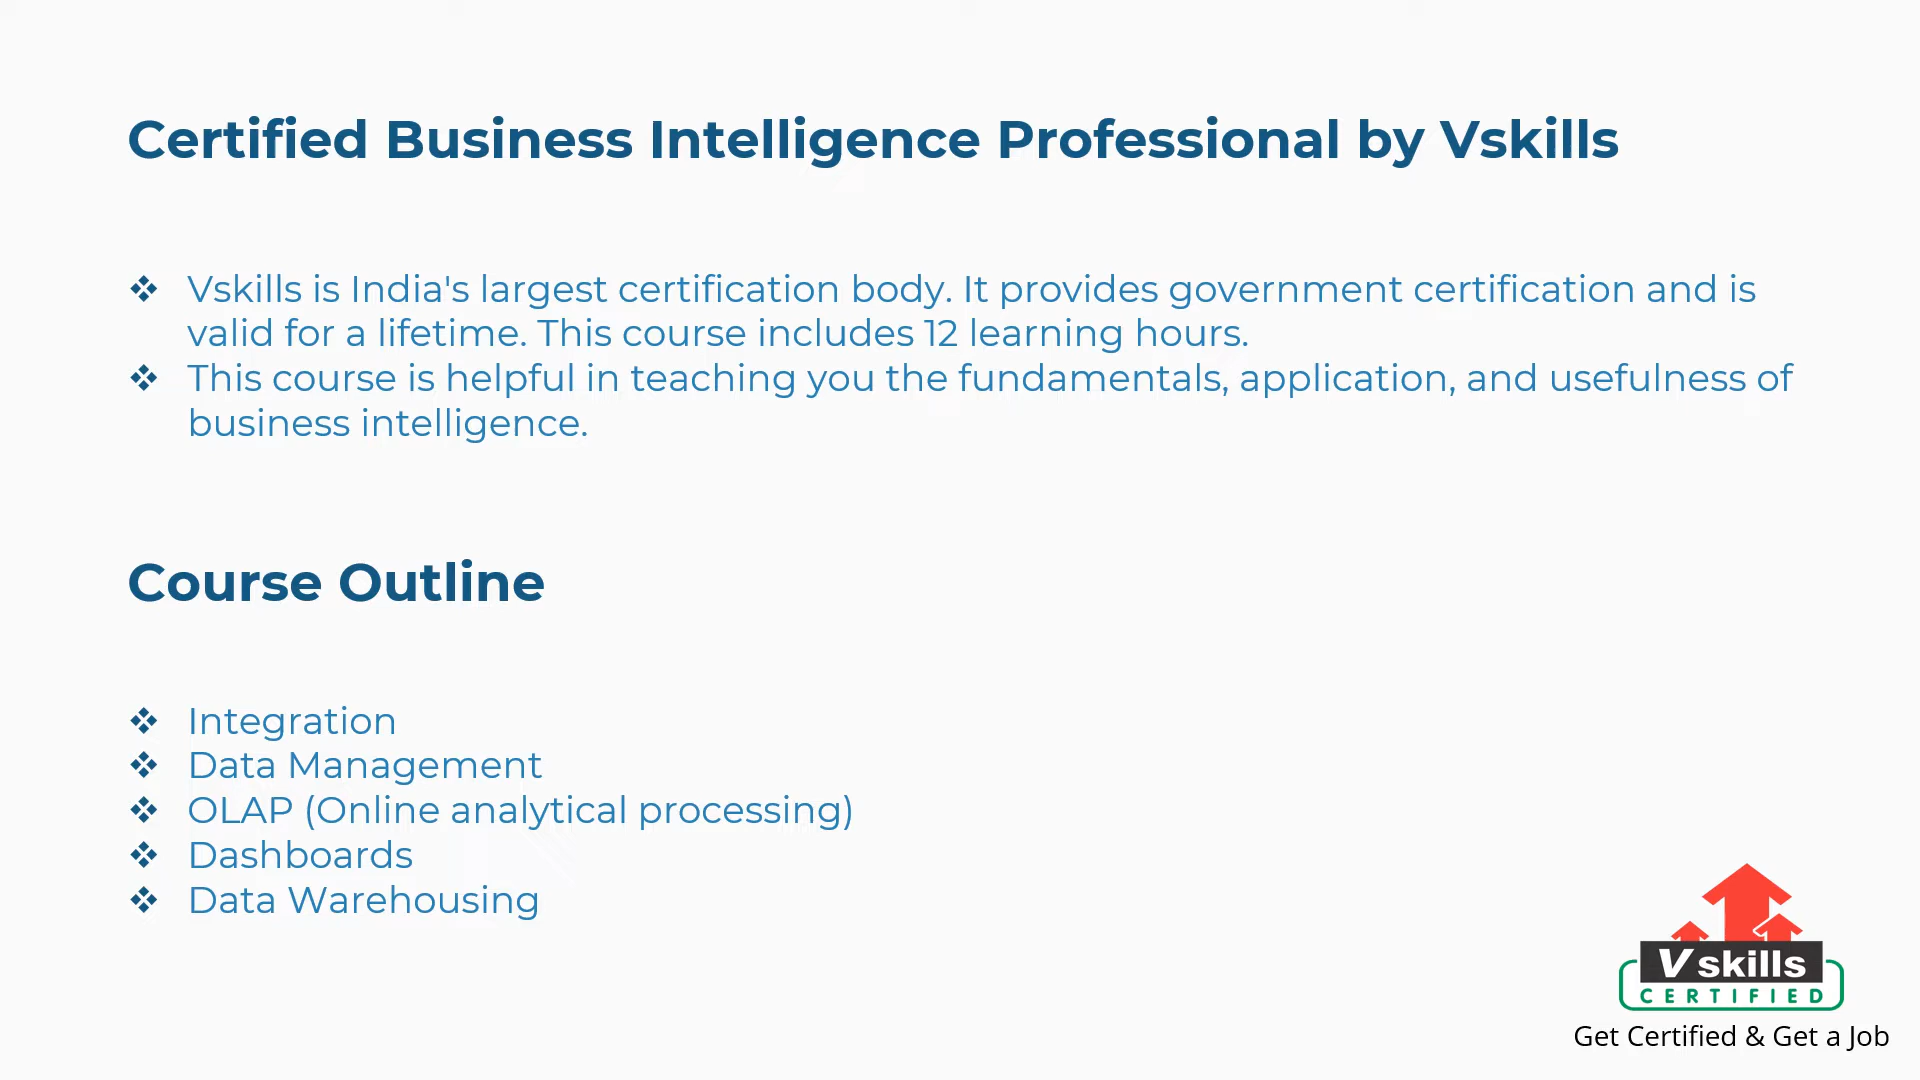 Certified Business Intelligence Professional by Vskills
Vskills is India's largest certification body. It provides government certification and is
valid for a lifetime. This course includes 12 learning hours.
This course is helpful in teaching you the fundamentals, application, and usefulness of
business intelligence.
Course Outline
Integration
Data Management
OLAP (Online analytical processing)
Dashboards
Data Warehousing
Vskills
CERTIFIED
Get Certified & Get a Job